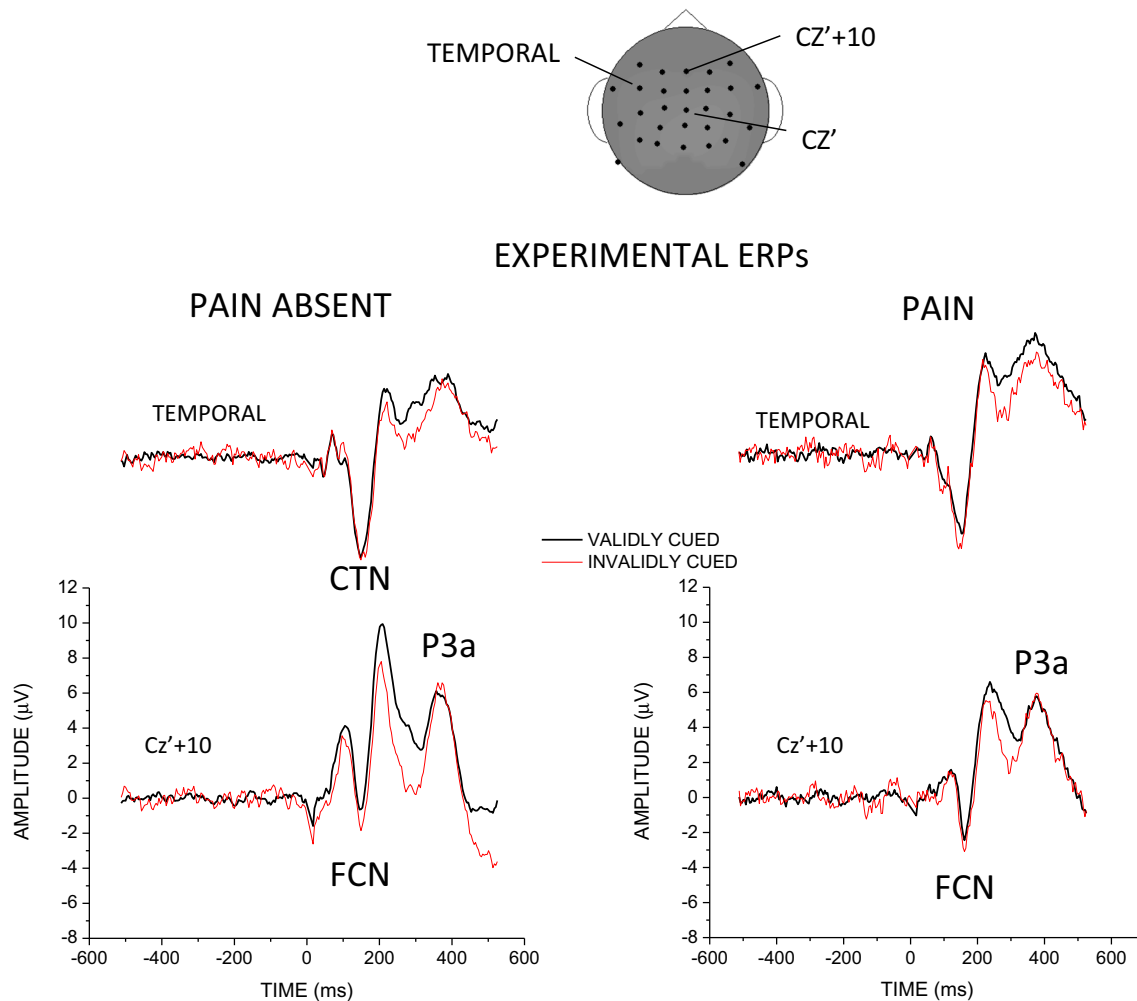 CZ’+10
TEMPORAL
CZ’
EXPERIMENTAL ERPs
PAIN ABSENT
PAIN
TEMPORAL
TEMPORAL
VALIDLY CUED
INVALIDLY CUED
CTN
12
10
8
6
4
2
0
-2
-4
-6
-8
AMPLITUDE (μV)
P3a
Cz’+10
FCN
-600
-400
-200
0
200
400
600
TIME (ms)
12
10
8
6
4
2
0
-2
-4
-6
-8
AMPLITUDE (μV)
P3a
Cz’+10
FCN
-600
-400
-200
0
200
400
600
TIME (ms)